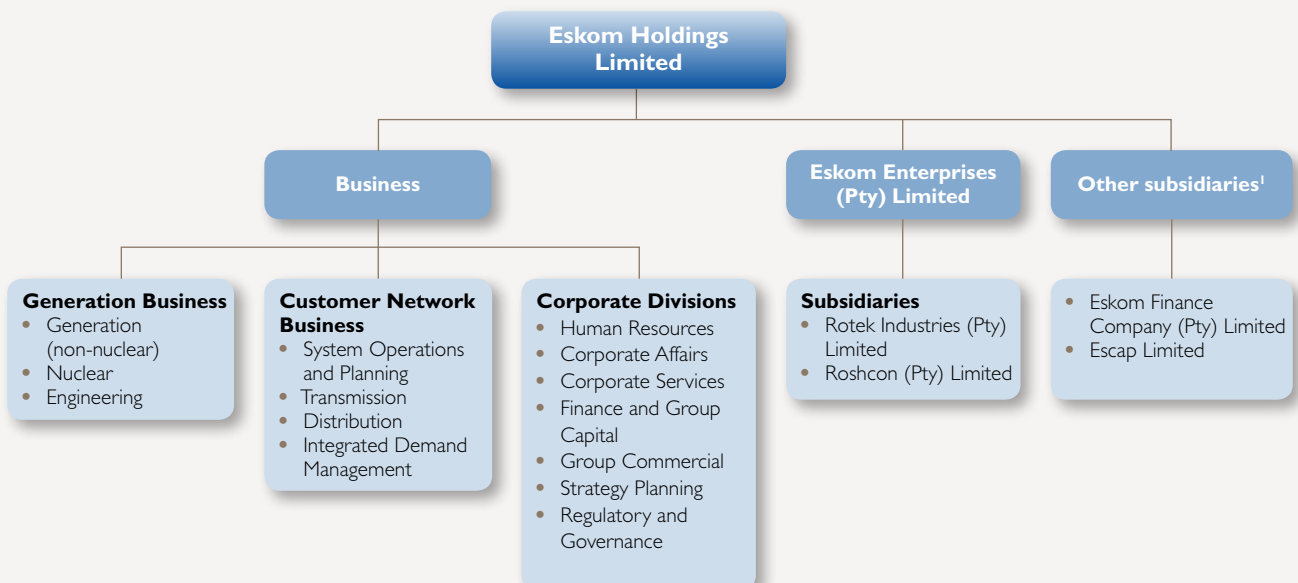 Eskom Holdings
Limited
Business
Eskom Enterprises
(Pty) Limited
Other subsidiaries¹
Generation Business
• Generation
(non-nuclear)
• Nuclear
• Engineering
Customer Network
Business
• System Operations
and Planning
• Transmission
• Distribution
• Integrated Demand
Management
Corporate Divisions
• Human Resources
• Corporate Affairs
• Corporate Services
• Finance and Group
Capital
• Group Commercial
• Strategy Planning
• Regulatory and
Governance
Subsidiaries
• Rotek Industries (Pty)
Limited
• Roshcon (Pty) Limited
• Eskom Finance
Company (Pty) Limited
• Escap Limited